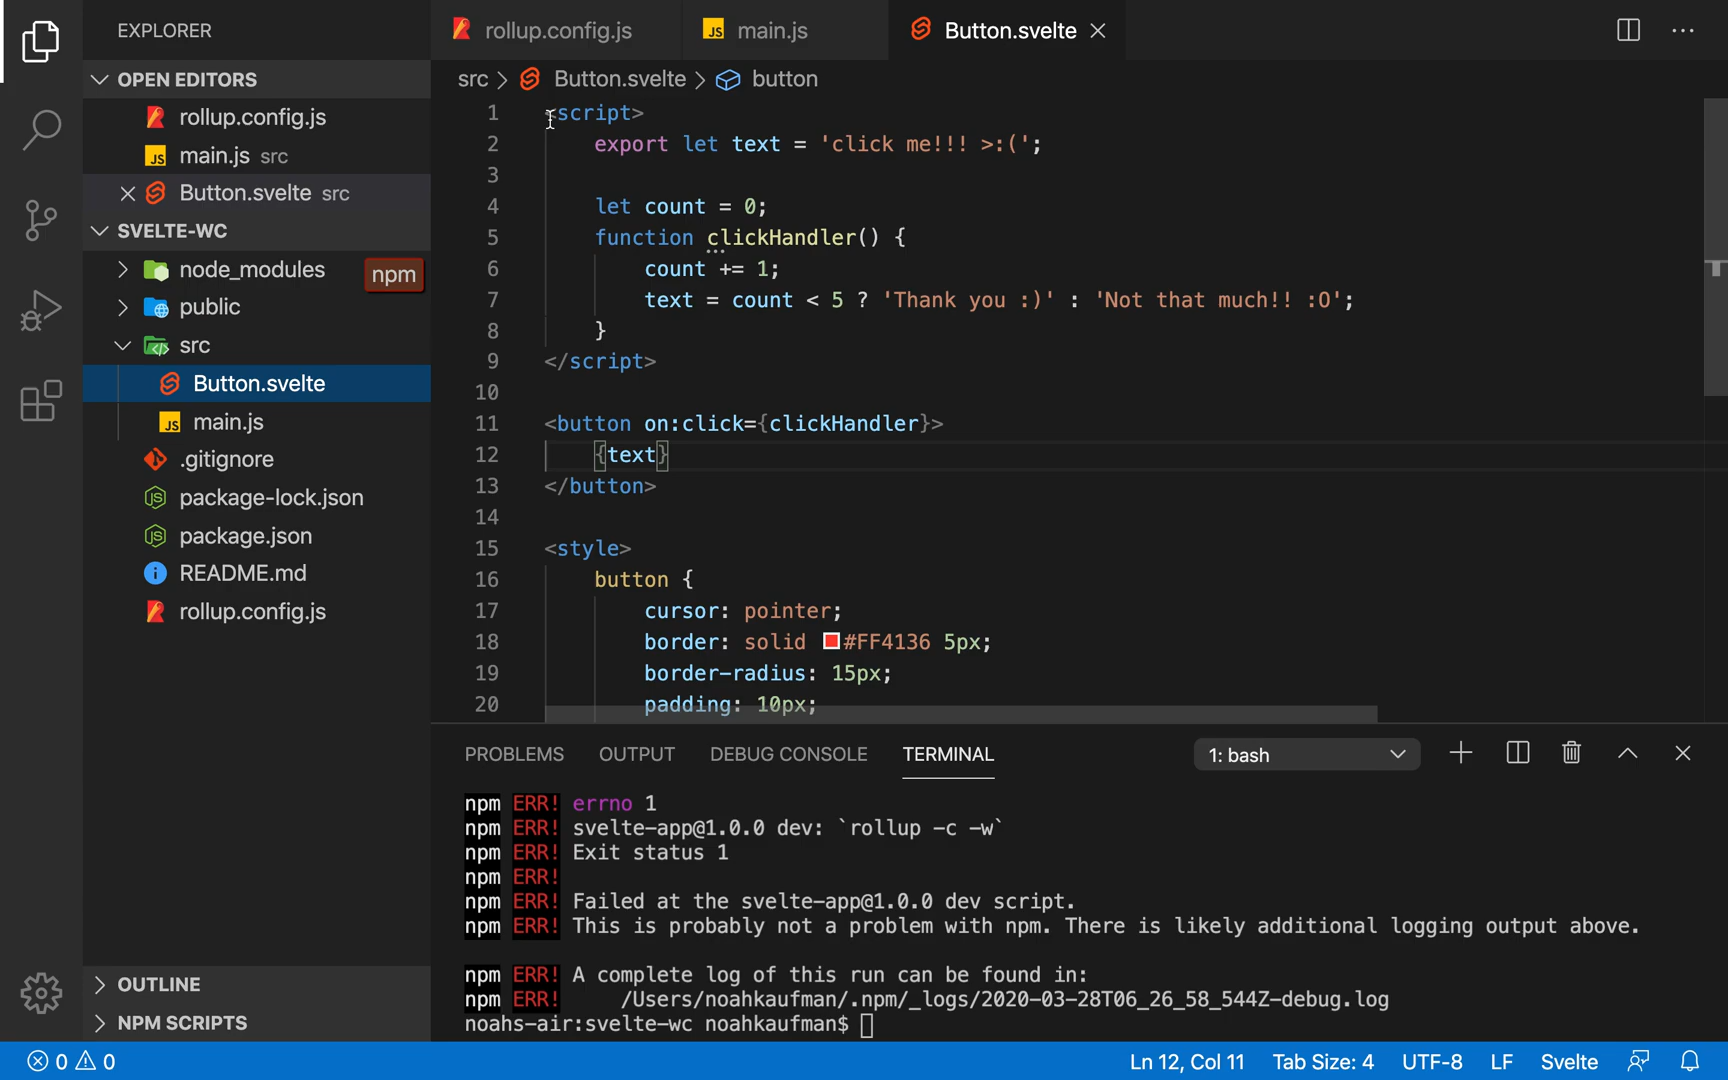 EXPLORER
OPEN EDITORS
rollup.config.js
main.js src
Button.svelte src
SVELTE-WC
node_modules
npm
public
src
Button.svelte
main.js
.gitignore
package-lock.json
package.json
README.md
rollup.config.js
OUTLINE
NPM SCRIPTS
rollup.config.js
JS main.js
Button.svelte
src > Button.svelte > button
1 <script>
2 export let text = 'click me!!! >:(';
3
4 let count = 0;
5 function clickHandler() {
6 count += 1;
7 text = count < 5 ? 'Thank you :)' : 'Not that much!! :O';
8 }
9 </script>
10
11 <button on:click={clickHandler}>
12 {text}
13 </button>
14
15 <style>
16 button {
17 cursor: pointer;
18 border: solid #FF4136 5px;
19 border-radius: 15px;
20 padding: 10px;
PROBLEMS OUTPUT DEBUG CONSOLE TERMINAL 1: bash
npm ERR! errno 1
npm ERR! svelte-app@1.0.0 dev: `rollup -c -w`
npm ERR! Exit status 1
npm ERR!
npm ERR! Failed at the svelte-app@1.0.0 dev script.
npm ERR! This is probably not a problem with npm. There is likely additional logging output above.
npm ERR! A complete log of this run can be found in:
npm ERR! /Users/noahkaufman/.npm/_logs/2020-03-28T06_26_58_544Z-debug.log
noahs-air:svelte-wc noahkaufman$
0 0 Ln 12, Col 11 Tab Size: 4 UTF-8 LF Svelte